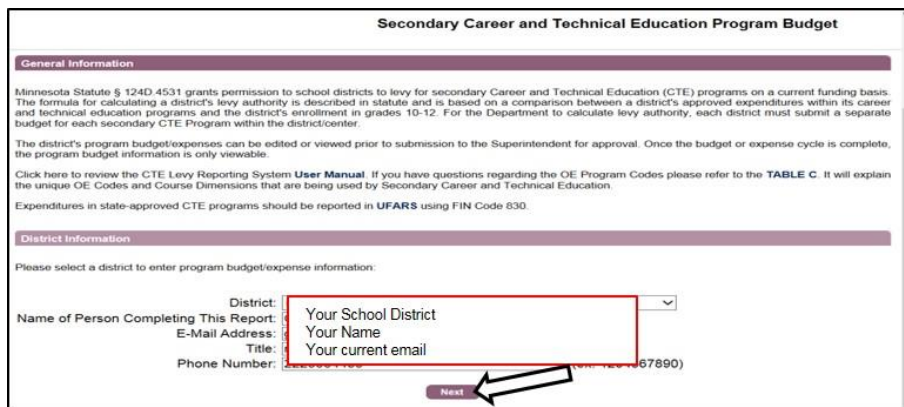 Secondary Career and Technical Education Program Budget
General Information
Minnesota Statute § 124D.4531 grants permission to school districts to levy for secondary Career and Technical Education (CTE) programs on a current funding basis.
The formula for calculating a district's levy authority is described in statute and is based on a comparison between a district's approved expenditures within its career
and technical education programs and the district's enrollment in grades 10-12. For the Department to calculate levy authority, each district must submit a separate
budget for each secondary CTE Program within the district/center.
The district's program budget/expenses can be edited or viewed prior to submission to the Superintendent for approval. Once the budget or expense cycle is complete,
the program budget information is only viewable.
Click here to review the CTE Levy Reporting System User Manual. If you have questions regarding the OE Program Codes please refer to the TABLE C. It will explain
the unique OE Codes and Course Dimensions that are being used by Secondary Career and Technical Education.
Expenditures in state-approved CTE programs should be reported in UFARS using FIN Code 830.
District Information
Please select a district to enter program budget/expense information:
District:
Your School District
Name of Person Completing This Report:
Your Name
E-Mail Address:
Your current email
Title:
Phone Number:
Next